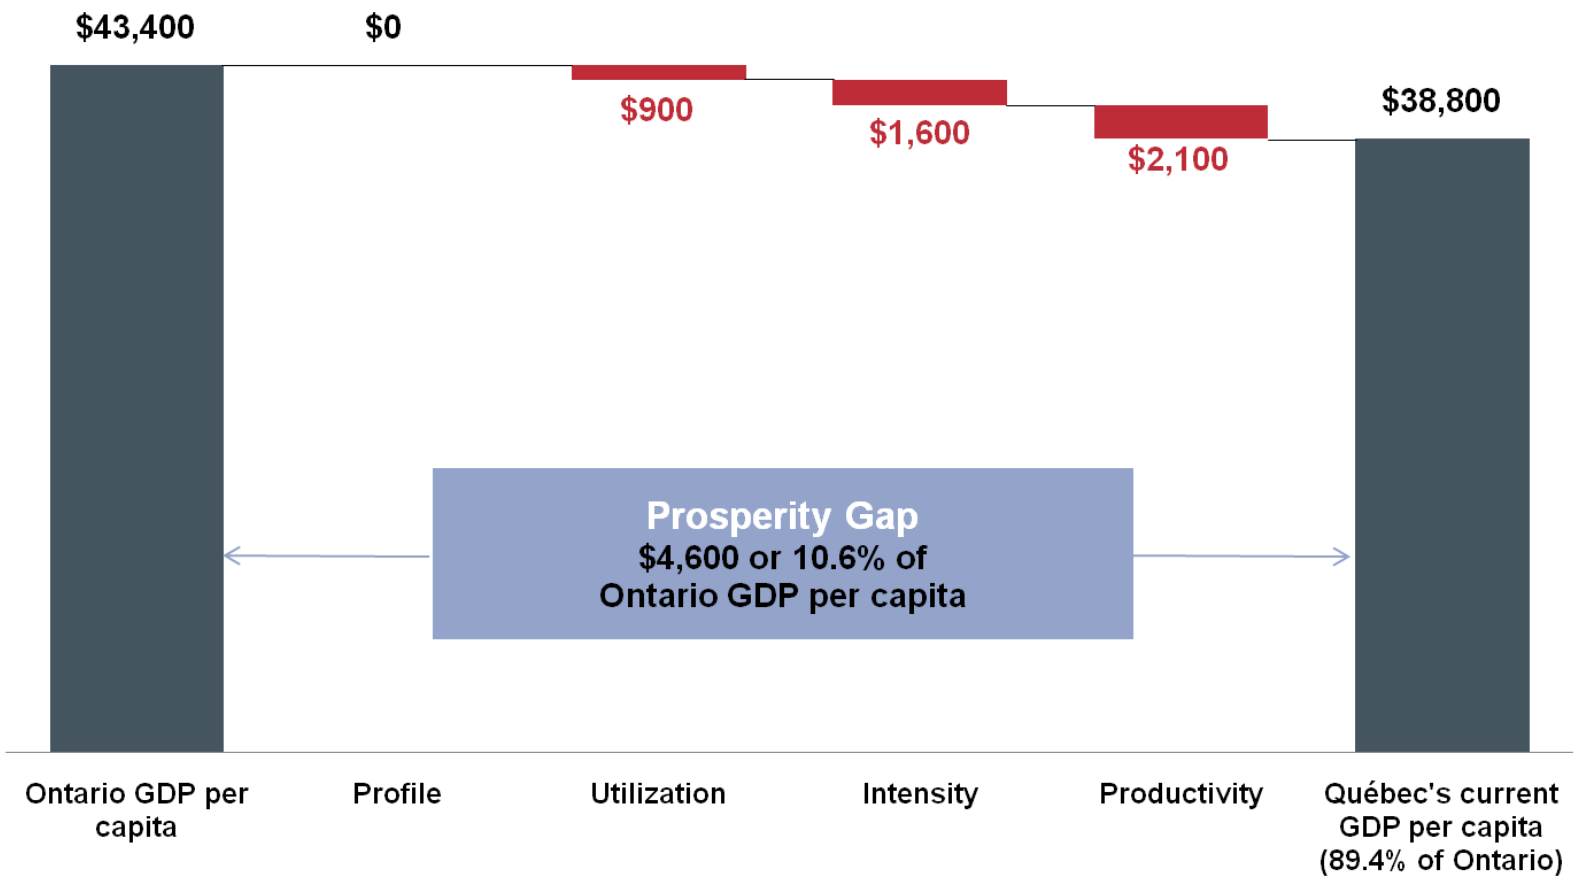 $43,400
$0
$900
$1,600
$2,100
$38,800
Prosperity Gap
$4,600 or 10.6% of
Ontario GDP per capita
Ontario GDP per
capita
Profile
Utilization
Intensity
Productivity
Québec's current
GDP per capita
(89.4% of Ontario)